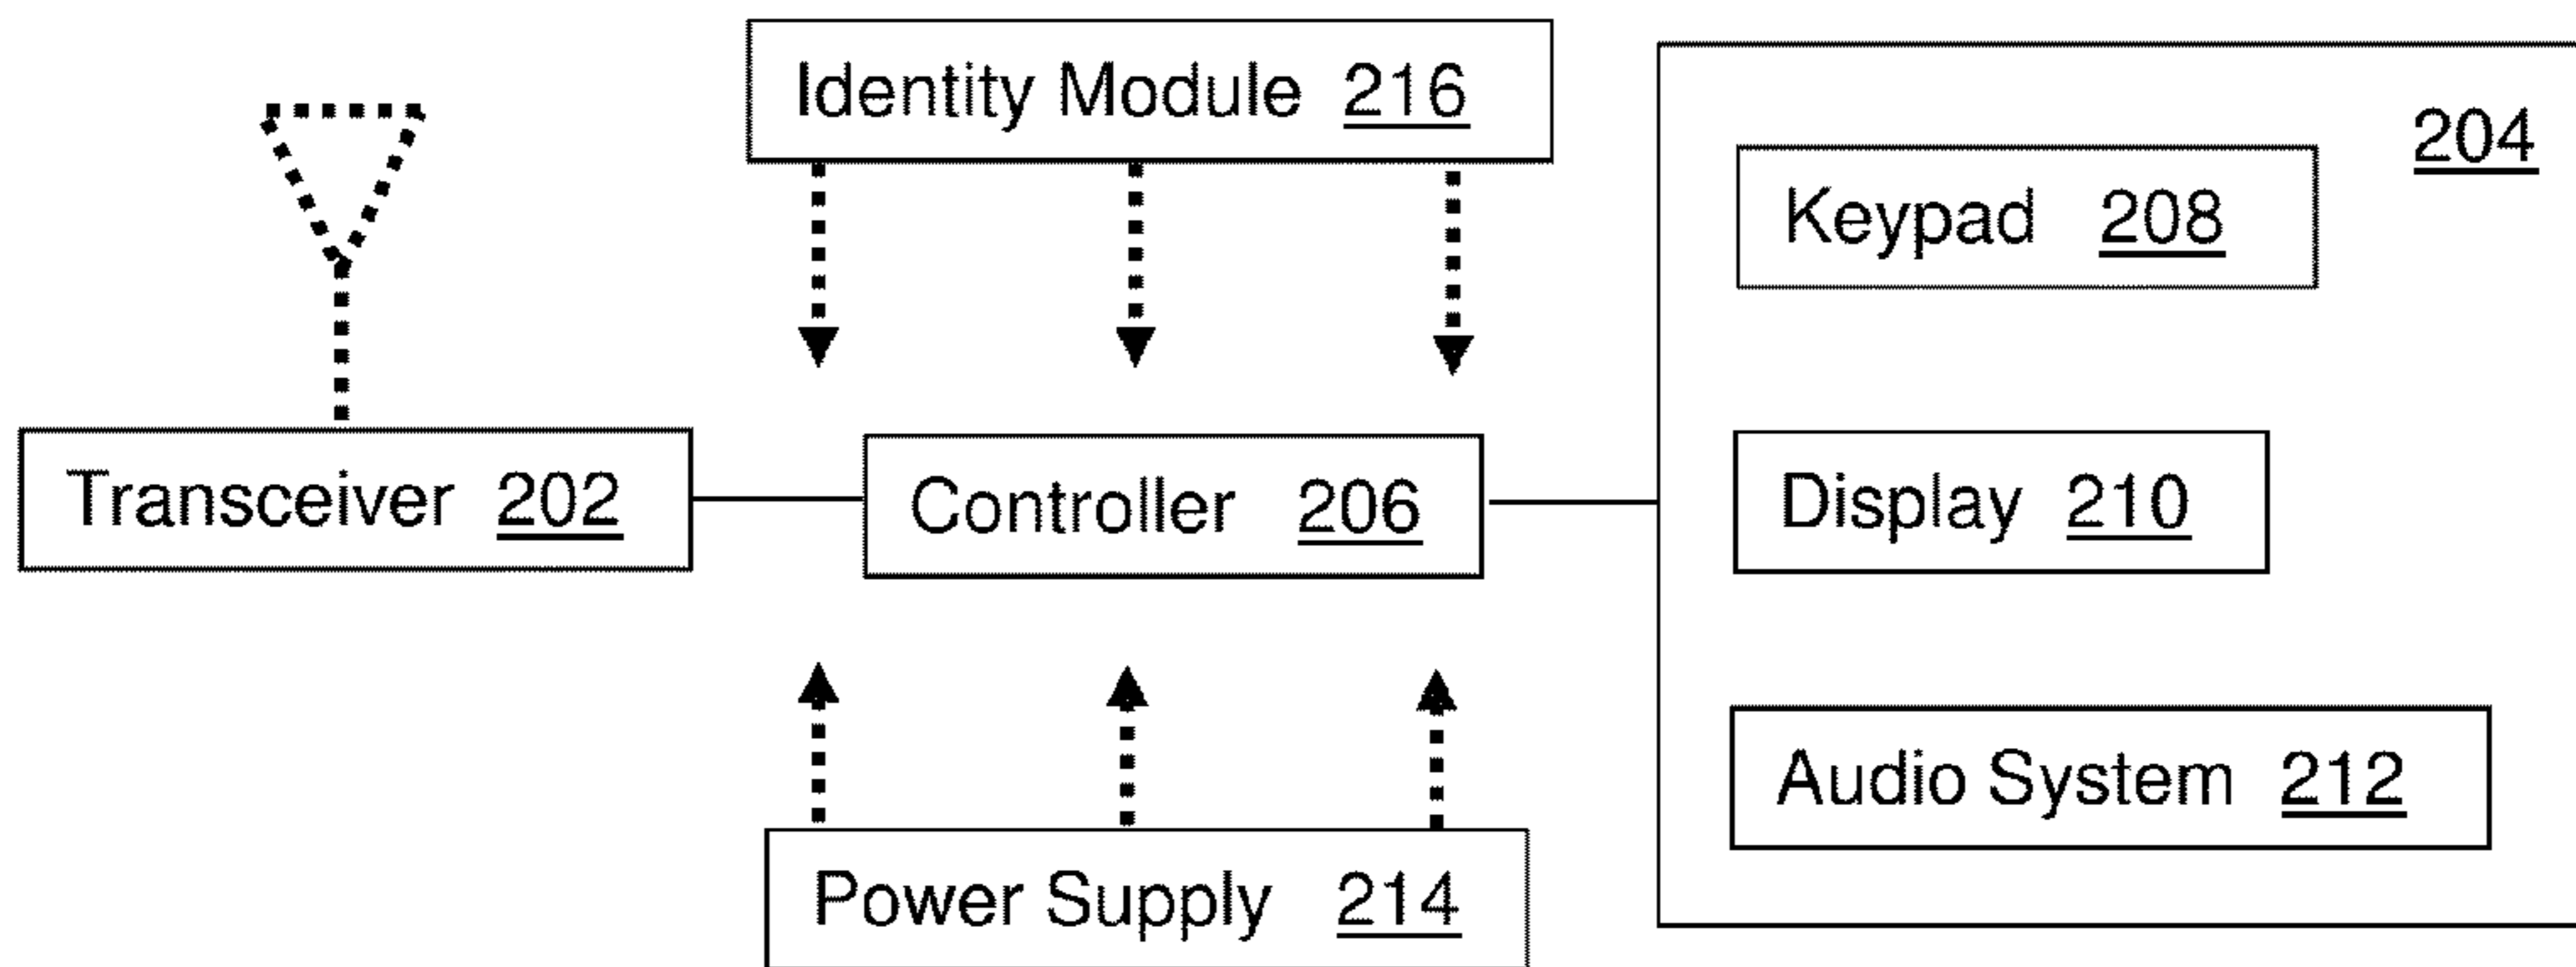 Identity Module 216
204
Keypad 208
Transceiver 202
Controller 206
Display 210
Audio System 212
Power Supply 214